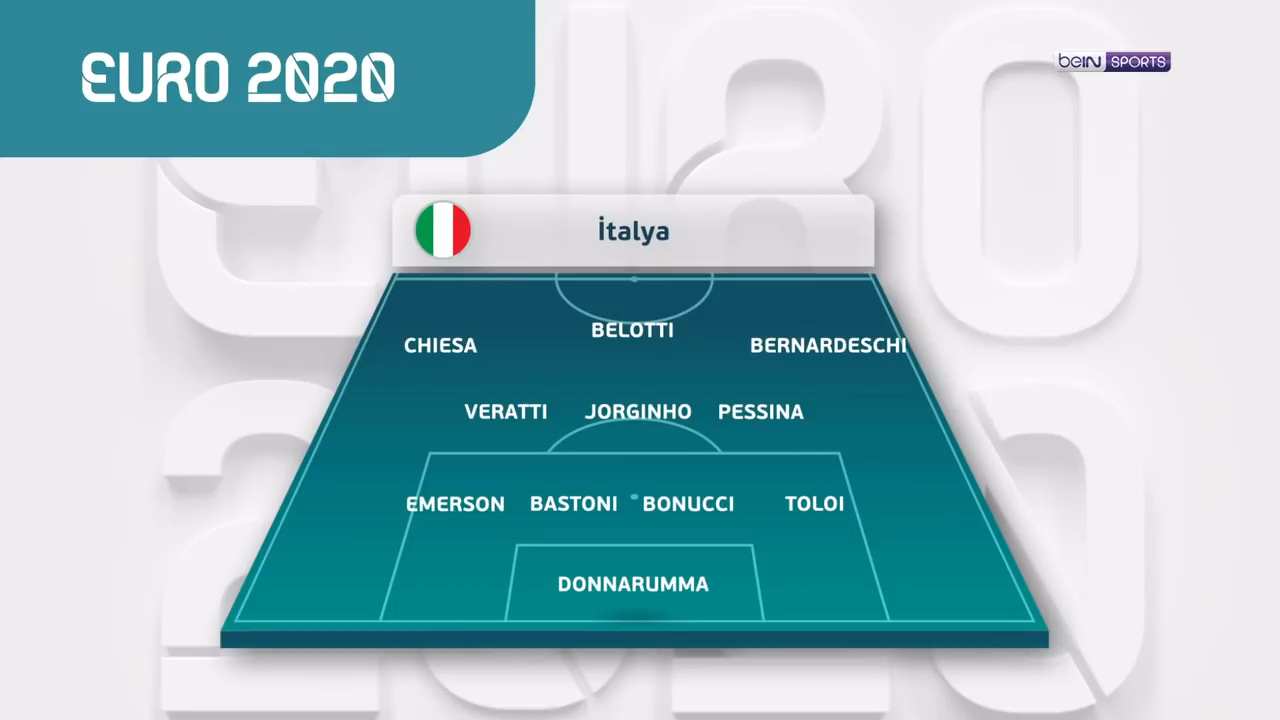 EURO 2020
beIN SPORTS
İtalya
BELOTTI
CHIESA BERNARDESCHI
VERATTI JORGINHO PESSINA
EMERSON BASTONI BONUCCI TOLOI
DONNARUMMA